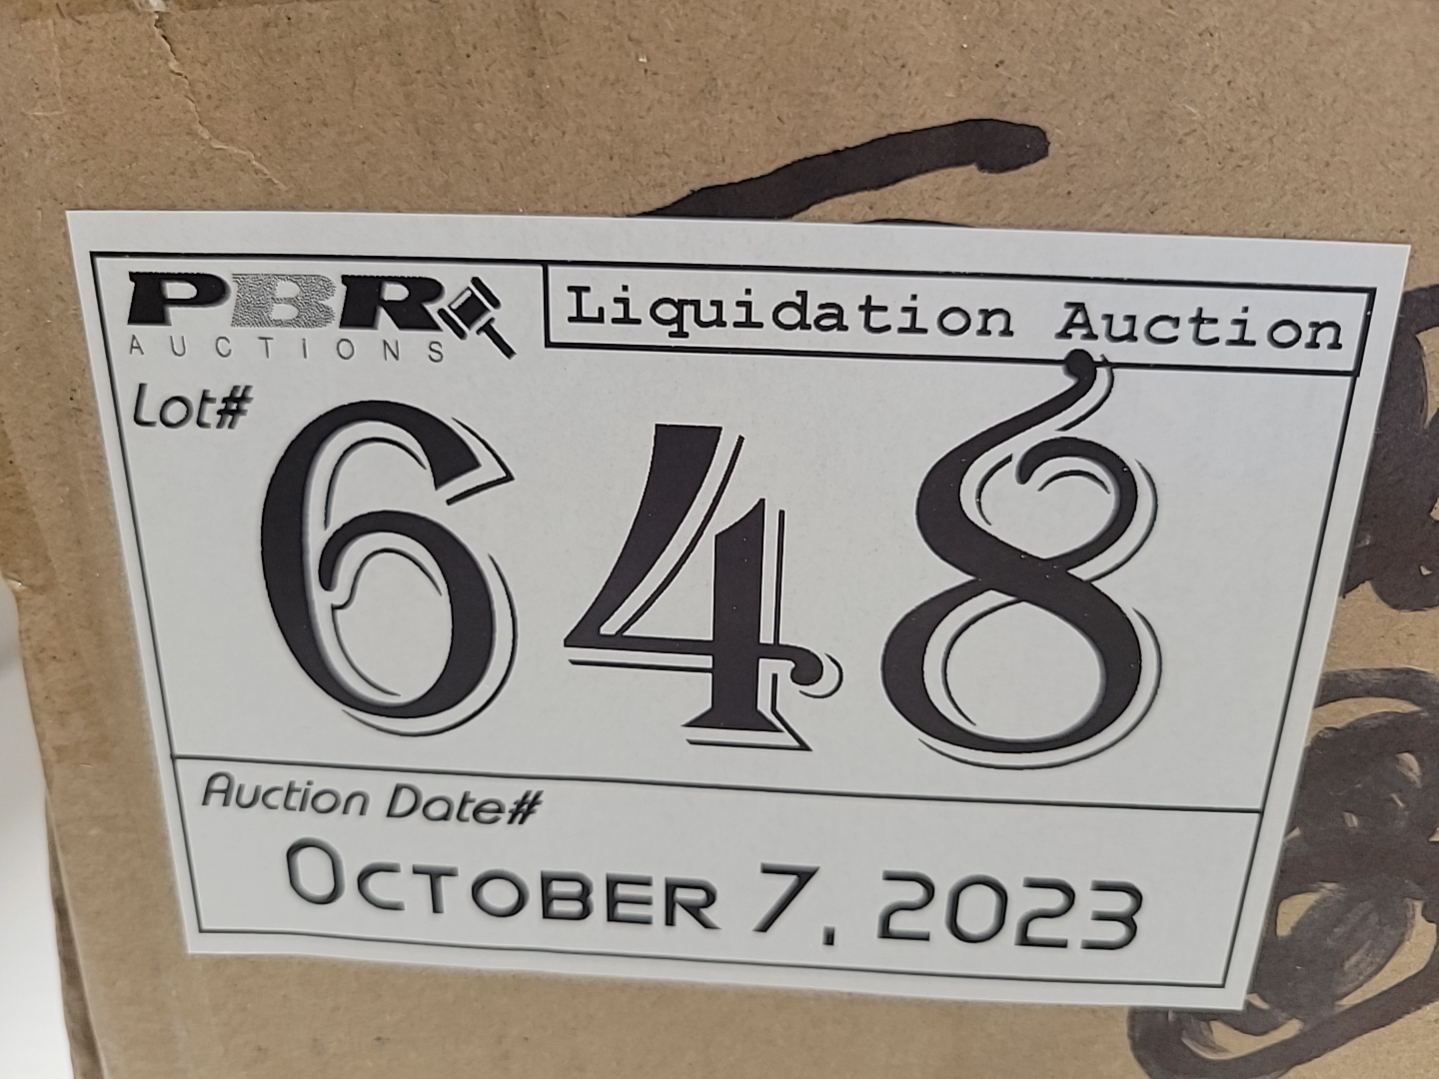 PBR
AUCTIONS
Liquidation Auction
Lot#
648
Auction Date#
October 7, 2023